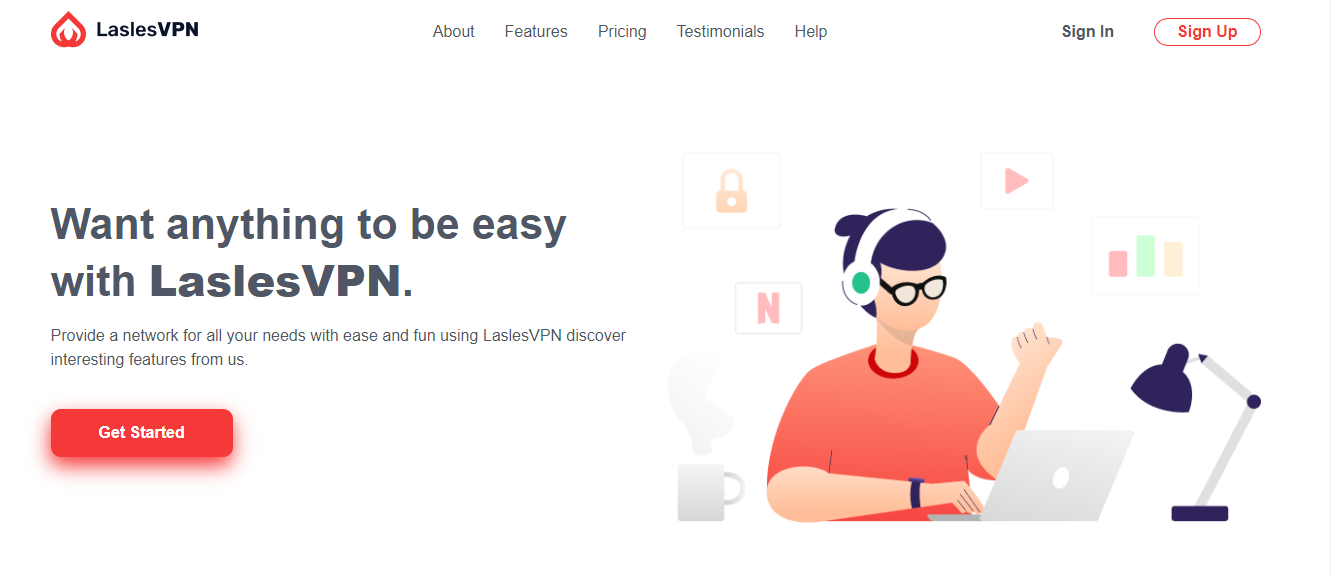 LaslesVPN
About Features Pricing Testimonials Help
Sign In Sign Up
Want anything to be easy
with LaslesVPN.
Provide a network for all your needs with ease and fun using LaslesVPN discover
interesting features from us.
Get Started
N